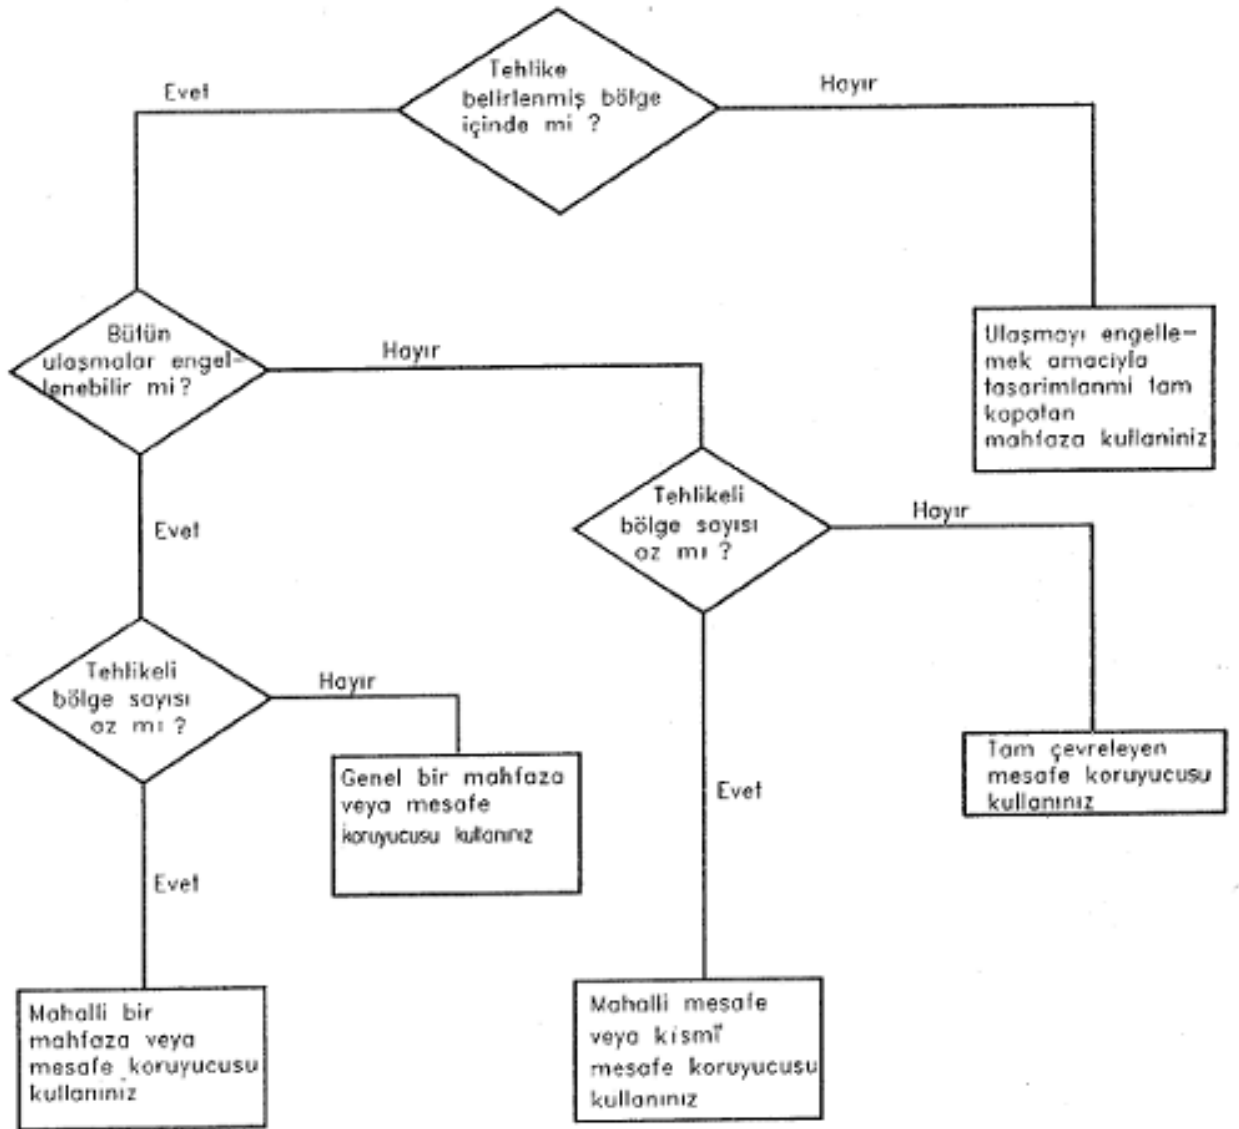 Tehlike
belirlenmiş bölge
içinde mi ?
Evet
Hayır
Bütün
ulaşmalar engel-
lenebilir mi ?
Hayır
Ulaşmayı engelle-
mek amacıyla
tasarimlanmi tam
kapatan
mahfaza kullaniniz
Evet
Tehlikeli
bölge sayısı
az mı ?
Hayır
Tehlikeli
bölge sayısı
az mı ?
Hayır
Genel bir mahfaza
veya mesafe
koruyucusu kullanınız
Evet
Tam çevreleyen
mesafe koruyucusu
kullanınız
Evet
Mahalli bir
mahfaza veya
mesafe koruyucusu
kullanınız
Mahalli mesafe
veya kısmî
mesafe koruyucusu
kullanınız